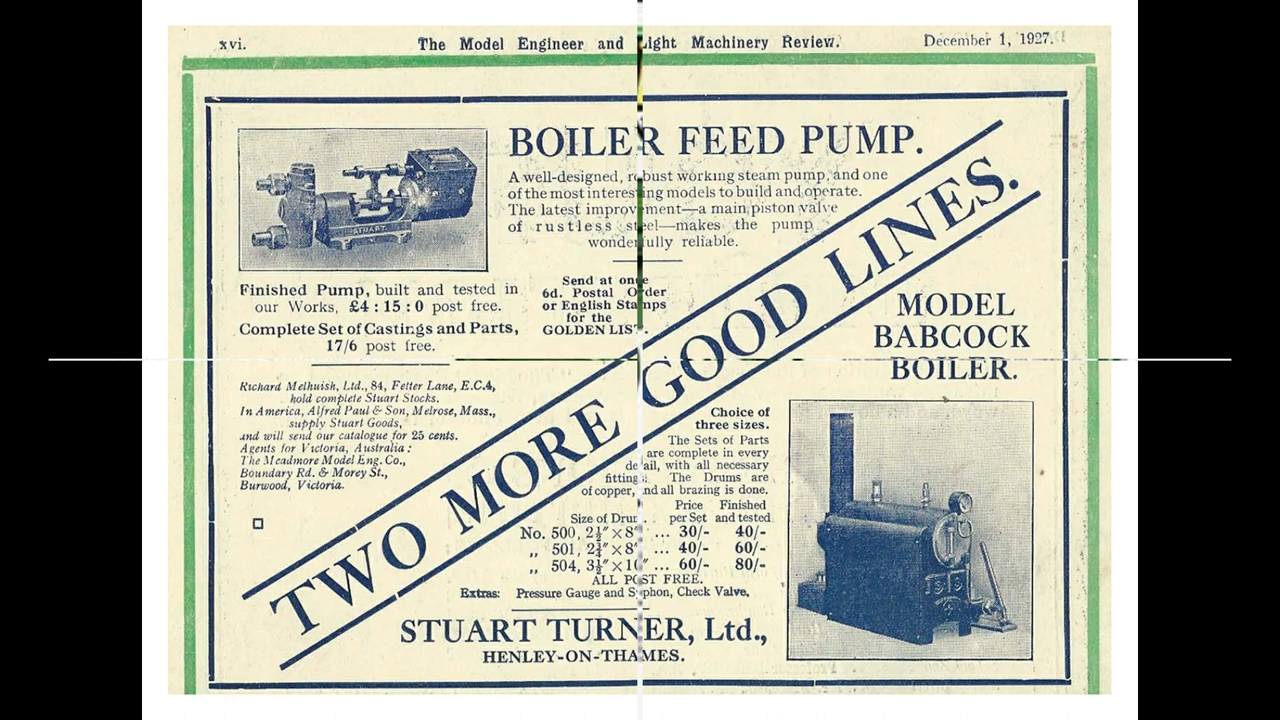 xvi.
The Model Engineer and Light Machinery Review.
December 1, 1927.
BOILER FEED PUMP.
A well-designed, robust working steam pump, and one
of the most interesting models to build and operate.
The latest improvement—a main piston valve
of rustless steel—makes the pump
wonderfully reliable.
STUART.
Finished Pump, built and tested in
our Works, £4 : 15 : 0 post free.
Complete Set of Castings and Parts,
17/6 post free.
Send at once
6d. Postal Order
or English Stamps
for the
GOLDEN LIST.
TWO MORE GOOD LINES.
MODEL
BABCOCK
BOILER.
Richard Melhuish, Ltd., 84, Fetter Lane, E.C.4,
hold complete Stuart Stocks.
In America, Alfred Paul & Son, Melrose, Mass.,
supply Stuart Goods,
and will send our catalogue for 25 cents.
Agents for Victoria, Australia :
The Meadmore Model Eng. Co.,
Boundary Rd. & Morey St.,
Burwood, Victoria.
Choice of
three sizes.
The Sets of Parts
are complete in every
detail, with all necessary
fittings. The Drums are
of copper, and all brazing is done.
Price Finished
Size of Drum. per Set and tested
No. 500, 2½″ × 8″ ... 30/- 40/-
„ 501, 2¾″ × 8″ ... 40/- 60/-
„ 504, 3½″ × 10″ ... 60/- 80/-
ALL POST FREE.
Extras: Pressure Gauge and Syphon, Check Valve.
STUART TURNER, Ltd.,
HENLEY-ON-THAMES.